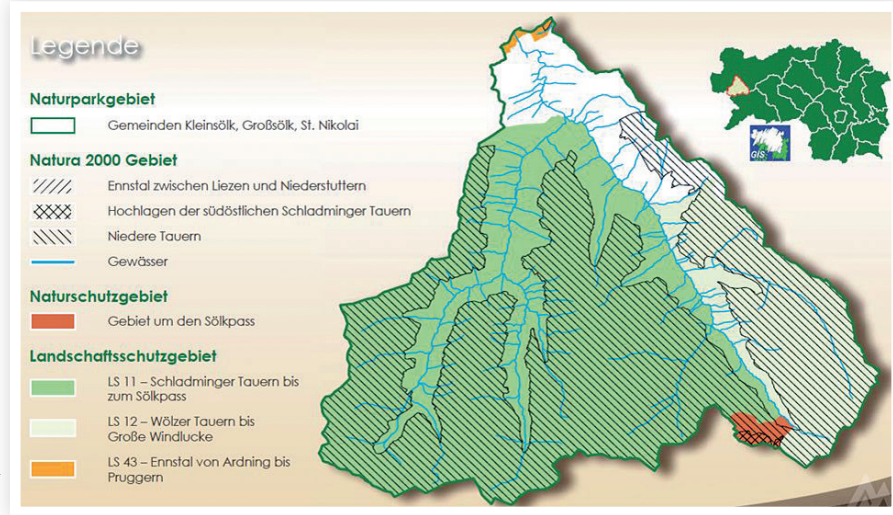 Legende
Naturparkgebiet
Gemeinden Kleinsölk, Großsölk, St. Nikolai
Natura 2000 Gebiet
Ennstal zwischen Liezen und Niederstuttern
Hochlagen der südöstlichen Schladminger Tauern
Niedere Tauern
Gewässer
Naturschutzgebiet
Gebiet um den Sölkpass
Landschaftsschutzgebiet
LS 11 – Schladminger Tauern bis
zum Sölkpass
LS 12 – Wölzer Tauern bis
Große Windlucke
LS 43 – Ennstal von Ardning bis
Pruggern
GIS